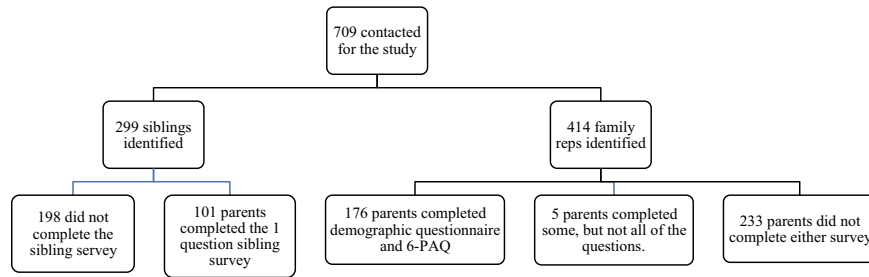 709 contacted
for the study
299 siblings
identified
414 family
reps identified
198 did not
complete the
sibling servey
101 parents
completed the 1
question sibling
survey
176 parents completed
demographic questionnaire
and 6-PAQ
5 parents completed
some, but not all of the
questions.
233 parents did not
complete either survey